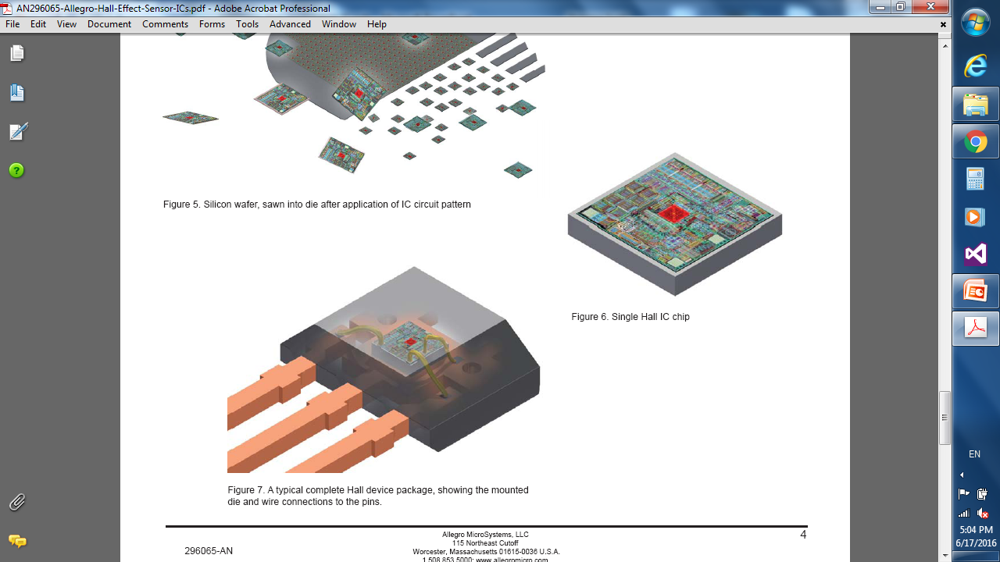 AN296065-Allegro-Hall-Effect-Sensor-ICs.pdf - Adobe Acrobat Professional
File Edit View Document Comments Forms Tools Advanced Window Help
Figure 5. Silicon wafer, sawn into die after application of IC circuit pattern
Figure 6. Single Hall IC chip
Figure 7. A typical complete Hall device package, showing the mounted
die and wire connections to the pins.
Allegro MicroSystems, LLC
4
115 Northeast Cutoff
296065-AN
Worcester, Massachusetts 01615-0036 U.S.A.
1.508.853.5000; www.allegromicro.com
EN
5:04 PM
6/17/2016